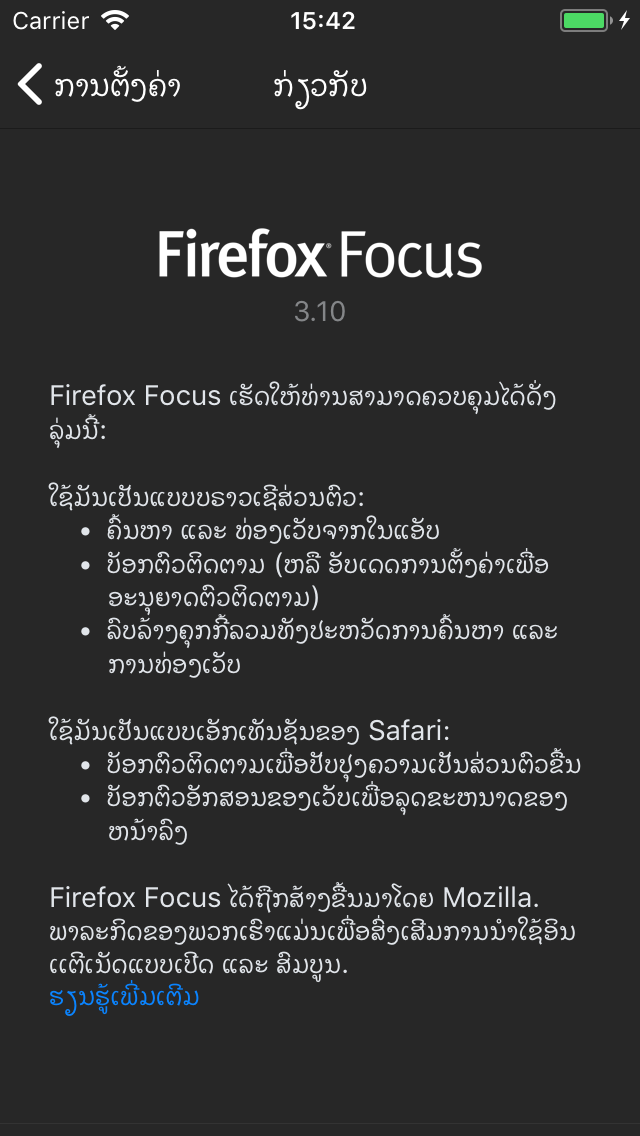 Carrier 15:42
ການຕັ້ງຄ່າ ກ່ຽວກັບ
Firefox Focus
3.10
Firefox Focus ເຮັດໃຫ້ທ່ານສາມາດຄວບຄຸມໄດ້ດັ່ງ
ລຸ່ມນີ້:
ໃຊ້ມັນເປັນແບບບຣາວເຊີສ່ວນຕົວ:
• ຄົ້ນຫາ ແລະ ທ່ອງເວັບຈາກໃນແອັບ
• ບັອກຕົວຕິດຕາມ (ຫລື ອັບເດດການຕັ້ງຄ່າເພື່ອ
ອະນຸຍາດຕົວຕິດຕາມ)
• ລົບລ້າງຄຸກກີ້ລວມທັງປະຫວັດການຄົ້ນຫາ ແລະ
ການທ່ອງເວັບ
ໃຊ້ມັນເປັນແບບເອັກເທັນຊັນຂອງ Safari:
• ບັອກຕົວຕິດຕາມເພື່ອປັບປຸງຄວາມເປັນສ່ວນຕົວຂື້ນ
• ບັອກຕົວອັກສອນຂອງເວັບເພື່ອລຸດຂະຫນາດຂອງ
ຫນ້າລົງ
Firefox Focus ໄດ້ຖືກສ້າງຂື້ນມາໂດຍ Mozilla.
ພາລະກິດຂອງພວກເຮົາແມ່ນເພື່ອສົ່ງເສີມການນຳໃຊ້ອິນ
ເເຕີເນັດແບບເປີດ ແລະ ສົມບູນ.
ຮຽນຮູ້ເພີ່ມເຕີມ